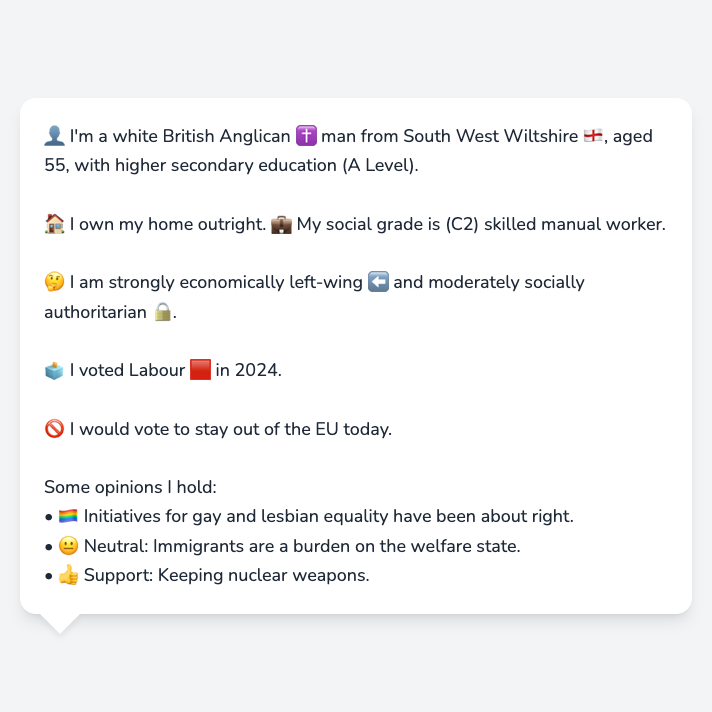 👤 I'm a white British Anglican ✝️ man from South West Wiltshire 🏴󠁧󠁢󠁥󠁮󠁧󠁿, aged
55, with higher secondary education (A Level).
🏠 I own my home outright. 💼 My social grade is (C2) skilled manual worker.
🤔 I am strongly economically left-wing ⬅️ and moderately socially
authoritarian 🔒.
🗳️ I voted Labour 🟥 in 2024.
🚫 I would vote to stay out of the EU today.
Some opinions I hold:
• 🏳️‍🌈 Initiatives for gay and lesbian equality have been about right.
• 😐 Neutral: Immigrants are a burden on the welfare state.
• 👍 Support: Keeping nuclear weapons.